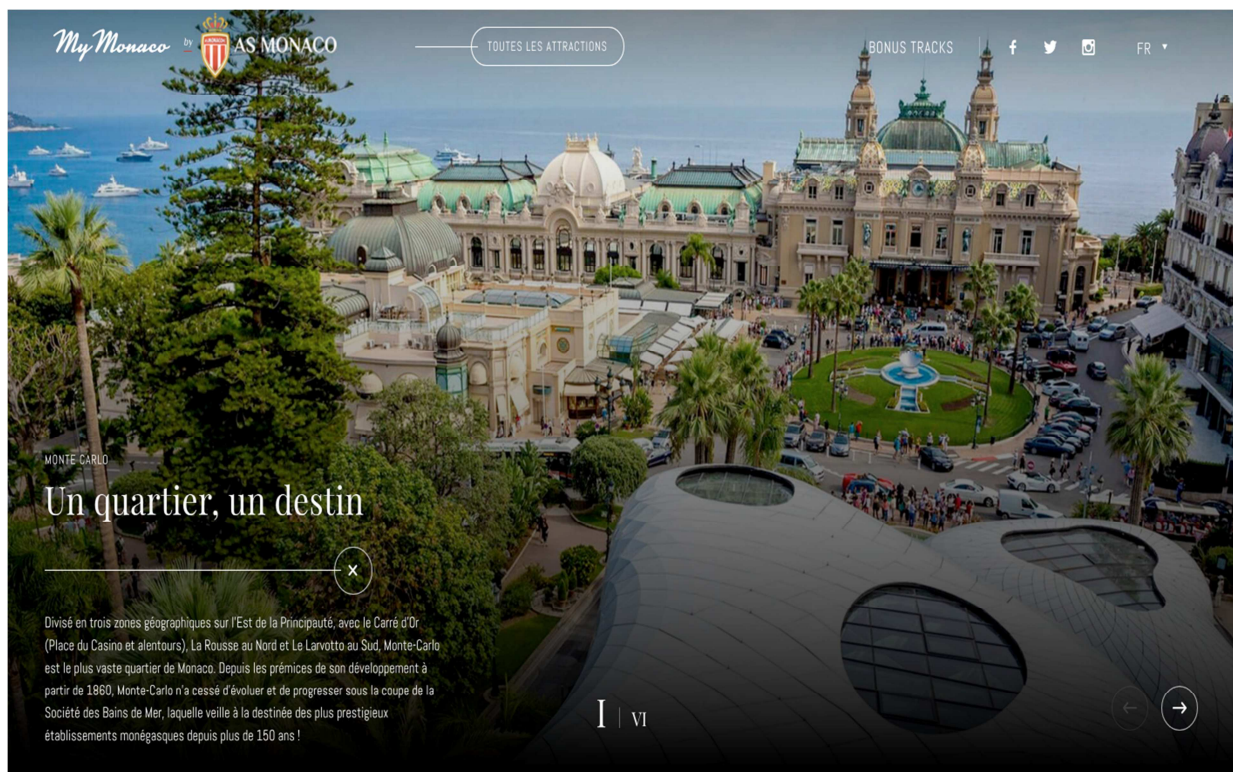 My Monaco by AS MONACO
TOUTES LES ATTRACTIONS
BONUS TRACKS
FR
MONTE CARLO
Un quartier, un destin
Divisé en trois zones géographiques sur l'Est de la Principauté, avec le Carré d'Or
(Place du Casino et alentours), La Rousse au Nord et Le Larvotto au Sud, Monte-Carlo
est le plus vaste quartier de Monaco. Depuis les prémices de son développement à
partir de 1860, Monte-Carlo n'a cessé d'évoluer et de progresser sous la coupe de la
Société des Bains de Mer, laquelle veille à la destinée des plus prestigieux
établissements monégasques depuis plus de 150 ans !
I | VI